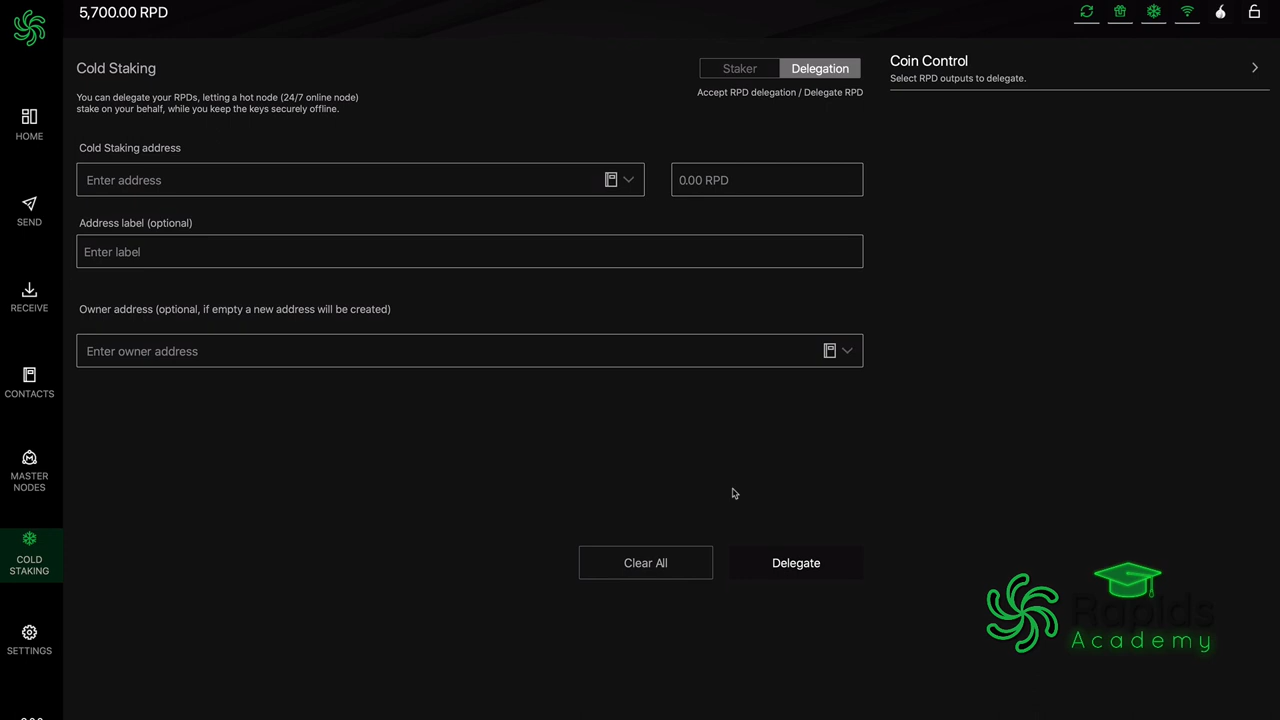 5,700.00 RPD
HOME
SEND
RECEIVE
CONTACTS
MASTER
NODES
COLD
STAKING
SETTINGS
Cold Staking
You can delegate your RPDs, letting a hot node (24/7 online node)
stake on your behalf, while you keep the keys securely offline.
Staker
Delegation
Accept RPD delegation / Delegate RPD
Cold Staking address
Enter address
0.00 RPD
Address label (optional)
Enter label
Owner address (optional, if empty a new address will be created)
Enter owner address
Clear All
Delegate
Coin Control
Select RPD outputs to delegate.
Rapids
Academy